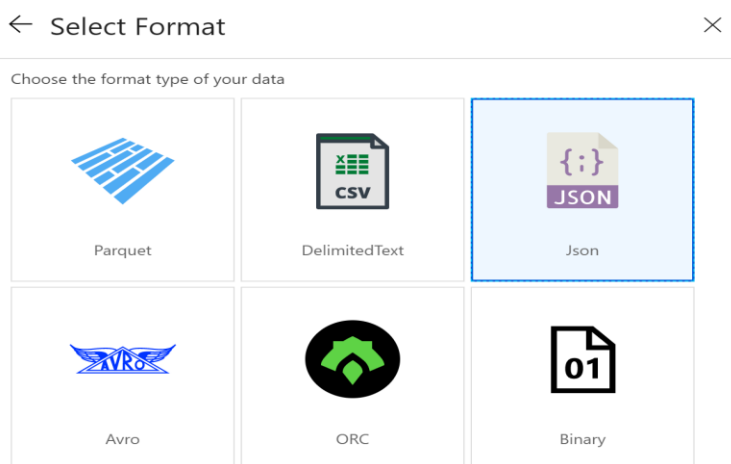 Select Format
Choose the format type of your data
X
CSV
{;}
JSON
Parquet
DelimitedText
Json
AVRO
01
Avro
ORC
Binary